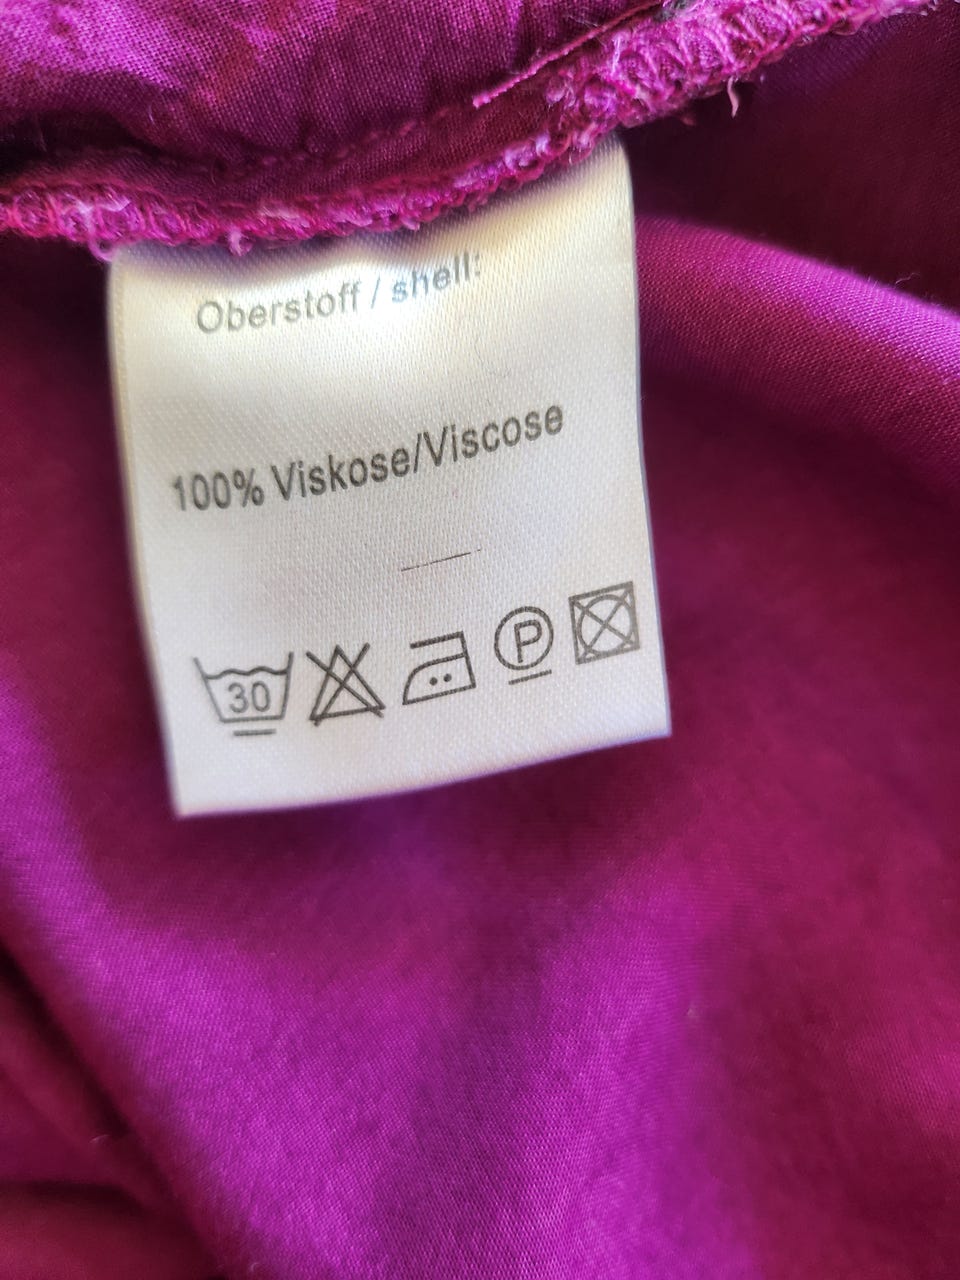 Oberstoff / shell:
100% Viskose/Viscose
30 P